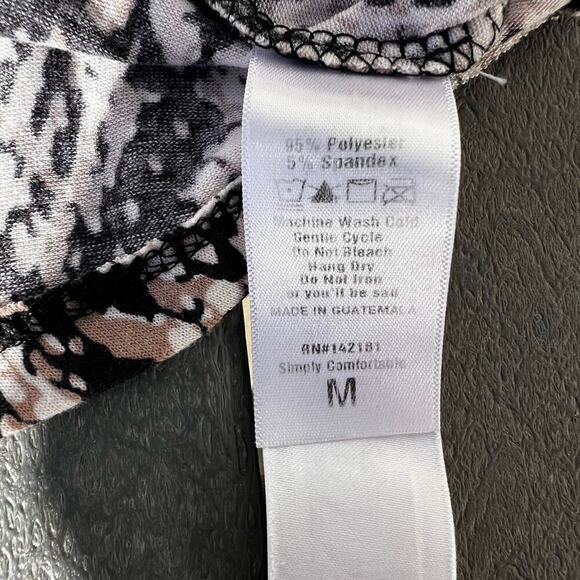 95% Polyester
5% Spandex
Machine Wash Cold
Gentle Cycle
Do Not Bleach
Hang Dry
Do Not Iron
or you'll be sad
MADE IN GUATEMALA
RN#142181
Simply Comfortable
M